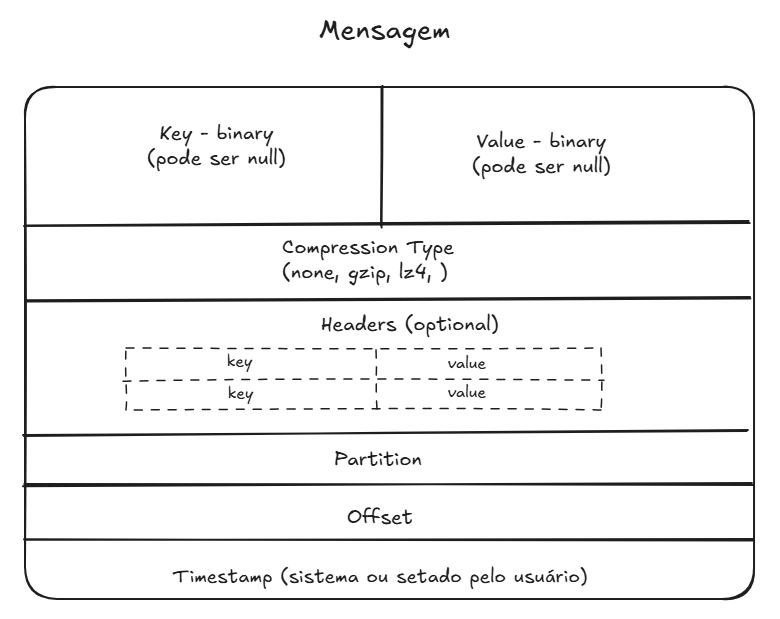 Mensagem
Key - binary
(pode ser null)
Value - binary
(pode ser null)
Compression Type
(none, gzip, lz4, )
Headers (optional)
key value
key value
Partition
Offset
Timestamp (sistema ou setado pelo usuário)